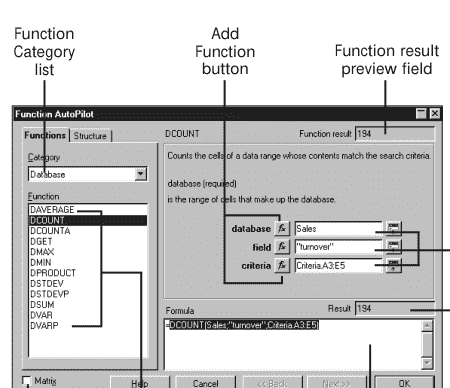 Function
Category
list
Add
Function
button
Function result
preview field
Function AutoPilot
Functions Structure
DCOUNT Function result 194
Category
Database
Counts the cells of a data range whose contents match the search criteria.
database (required)
is the range of cells that make up the database.
Function
DAVERAGE
DCOUNT
DCOUNTA
DGET
DMAX
DMIN
DPRODUCT
DSTDEV
DSTDEVP
DSUM
DVAR
DVARP
database fx Sales
field fx "turnover"
criteria fx Criteria.A3:E5
Formula Result 194
=DCOUNT(Sales;"turnover";Criteria.A3:E5)
Matrix Help Cancel << Back Next >> OK